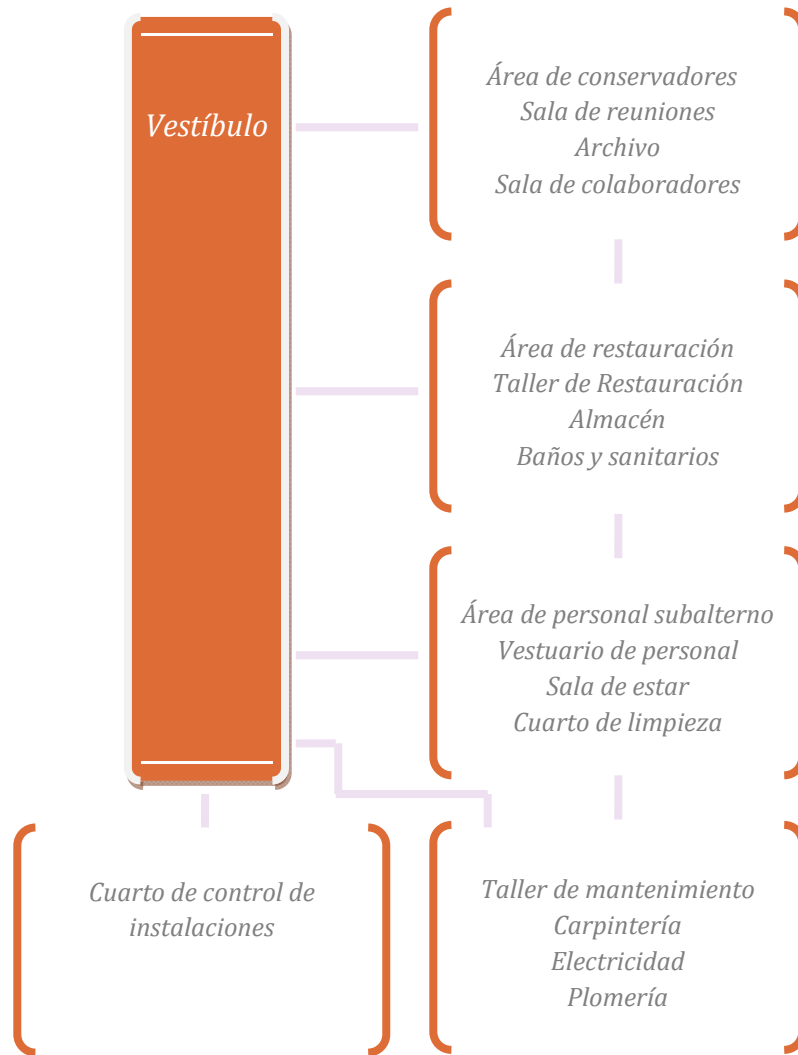 Vestíbulo
Área de conservadores
Sala de reuniones
Archivo
Sala de colaboradores
Área de restauración
Taller de Restauración
Almacén
Baños y sanitarios
Área de personal subalterno
Vestuario de personal
Sala de estar
Cuarto de limpieza
Cuarto de control de
instalaciones
Taller de mantenimiento
Carpintería
Electricidad
Plomería